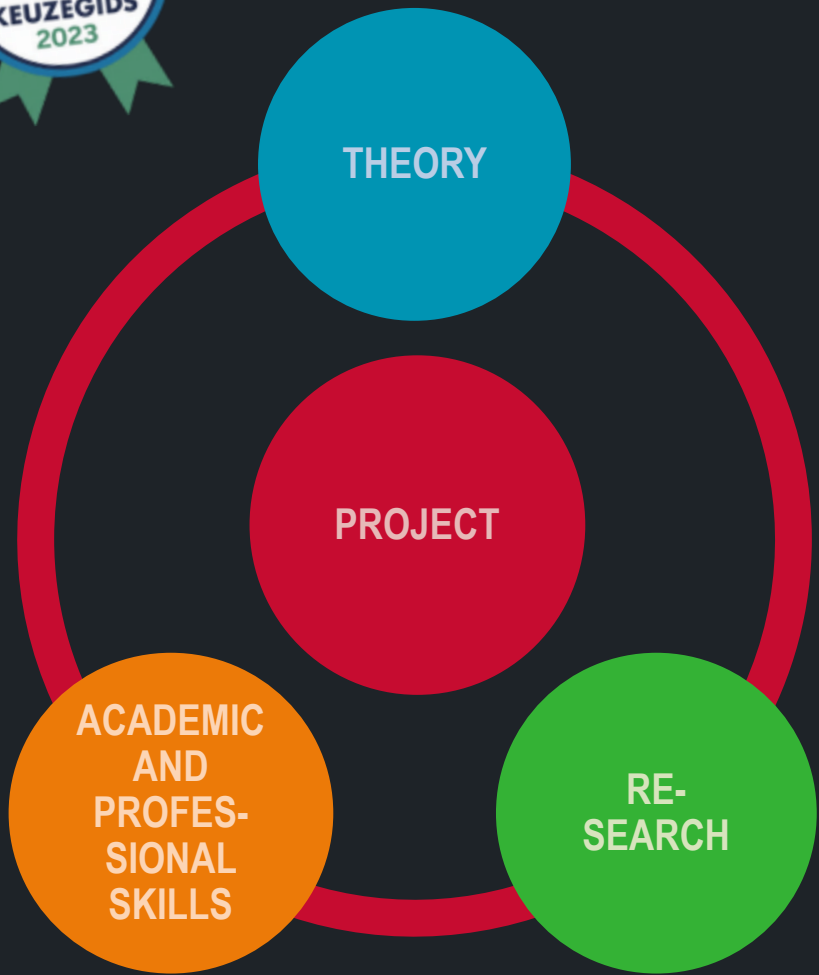 KEUZEGIDS
2023
THEORY
PROJECT
ACADEMIC
AND
PROFES-
SIONAL
SKILLS
RE-
SEARCH